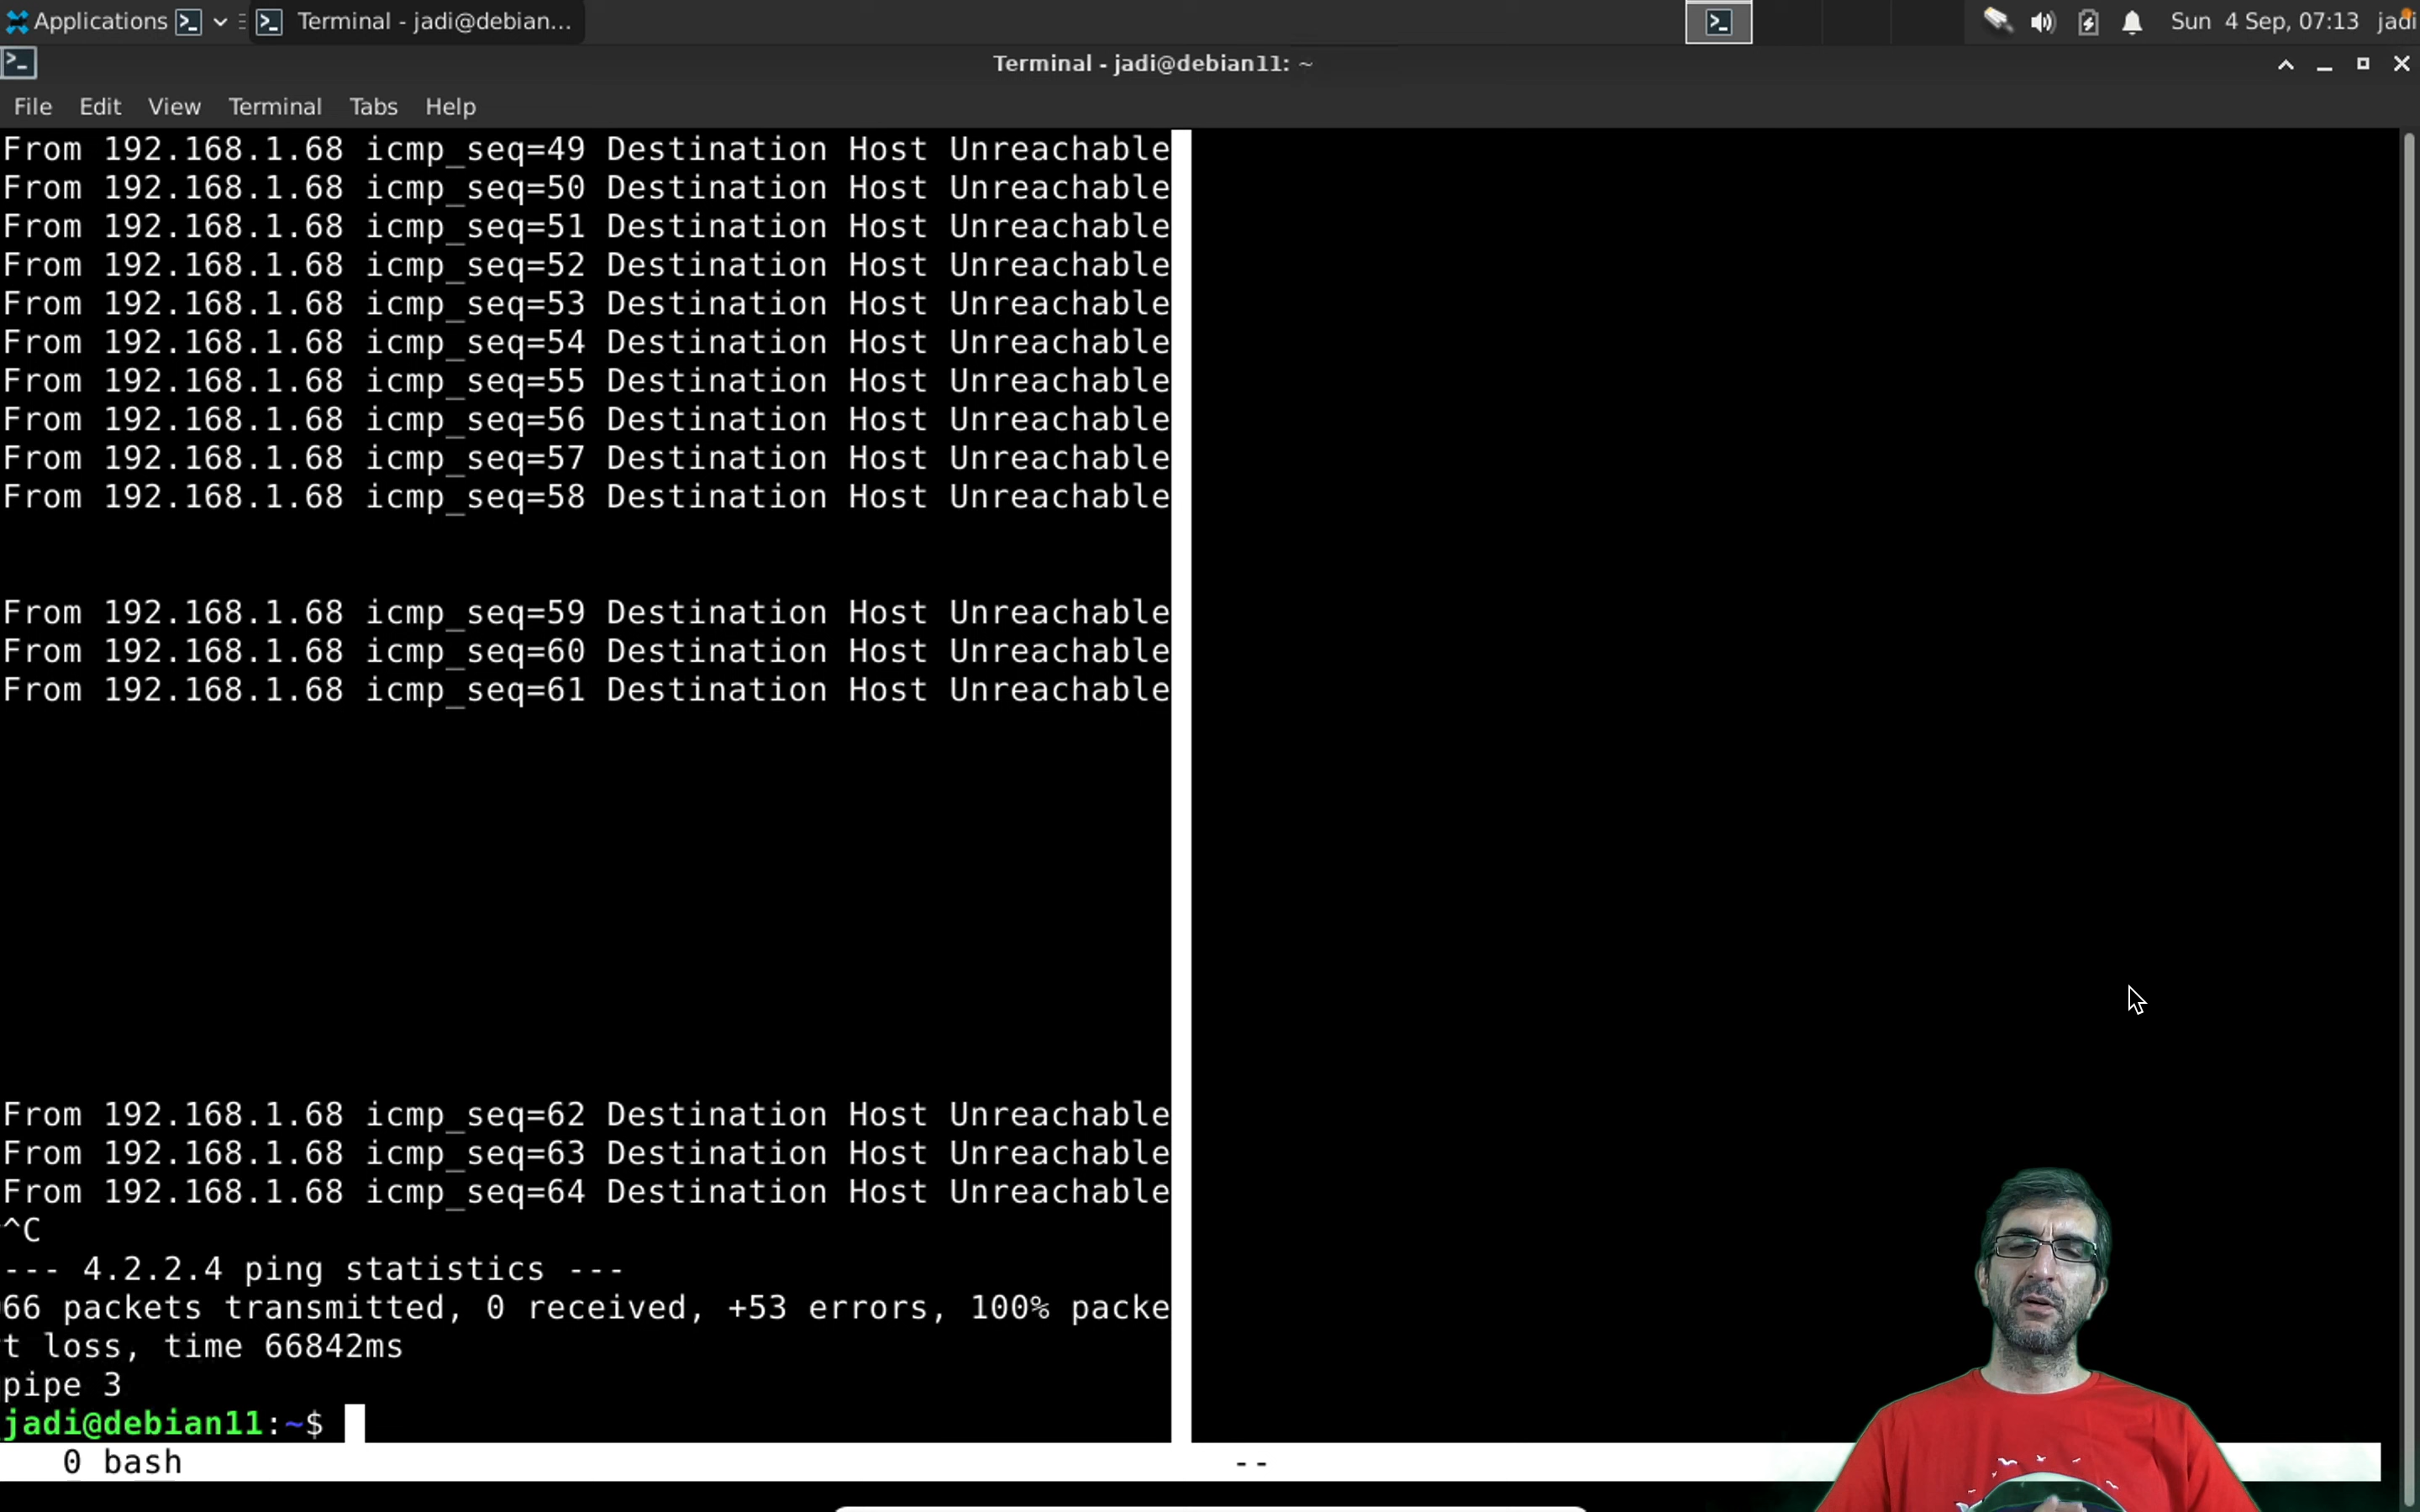 Applications
Terminal - jadi@debian...
Sun 4 Sep, 07:13 jadi
Terminal - jadi@debian11: ~
File Edit View Terminal Tabs Help
From 192.168.1.68 icmp_seq=49 Destination Host Unreachable
From 192.168.1.68 icmp_seq=50 Destination Host Unreachable
From 192.168.1.68 icmp_seq=51 Destination Host Unreachable
From 192.168.1.68 icmp_seq=52 Destination Host Unreachable
From 192.168.1.68 icmp_seq=53 Destination Host Unreachable
From 192.168.1.68 icmp_seq=54 Destination Host Unreachable
From 192.168.1.68 icmp_seq=55 Destination Host Unreachable
From 192.168.1.68 icmp_seq=56 Destination Host Unreachable
From 192.168.1.68 icmp_seq=57 Destination Host Unreachable
From 192.168.1.68 icmp_seq=58 Destination Host Unreachable
From 192.168.1.68 icmp_seq=59 Destination Host Unreachable
From 192.168.1.68 icmp_seq=60 Destination Host Unreachable
From 192.168.1.68 icmp_seq=61 Destination Host Unreachable
From 192.168.1.68 icmp_seq=62 Destination Host Unreachable
From 192.168.1.68 icmp_seq=63 Destination Host Unreachable
From 192.168.1.68 icmp_seq=64 Destination Host Unreachable
^C
--- 4.2.2.4 ping statistics ---
66 packets transmitted, 0 received, +53 errors, 100% packe
t loss, time 66842ms
pipe 3
jadi@debian11:~$
0 bash
--